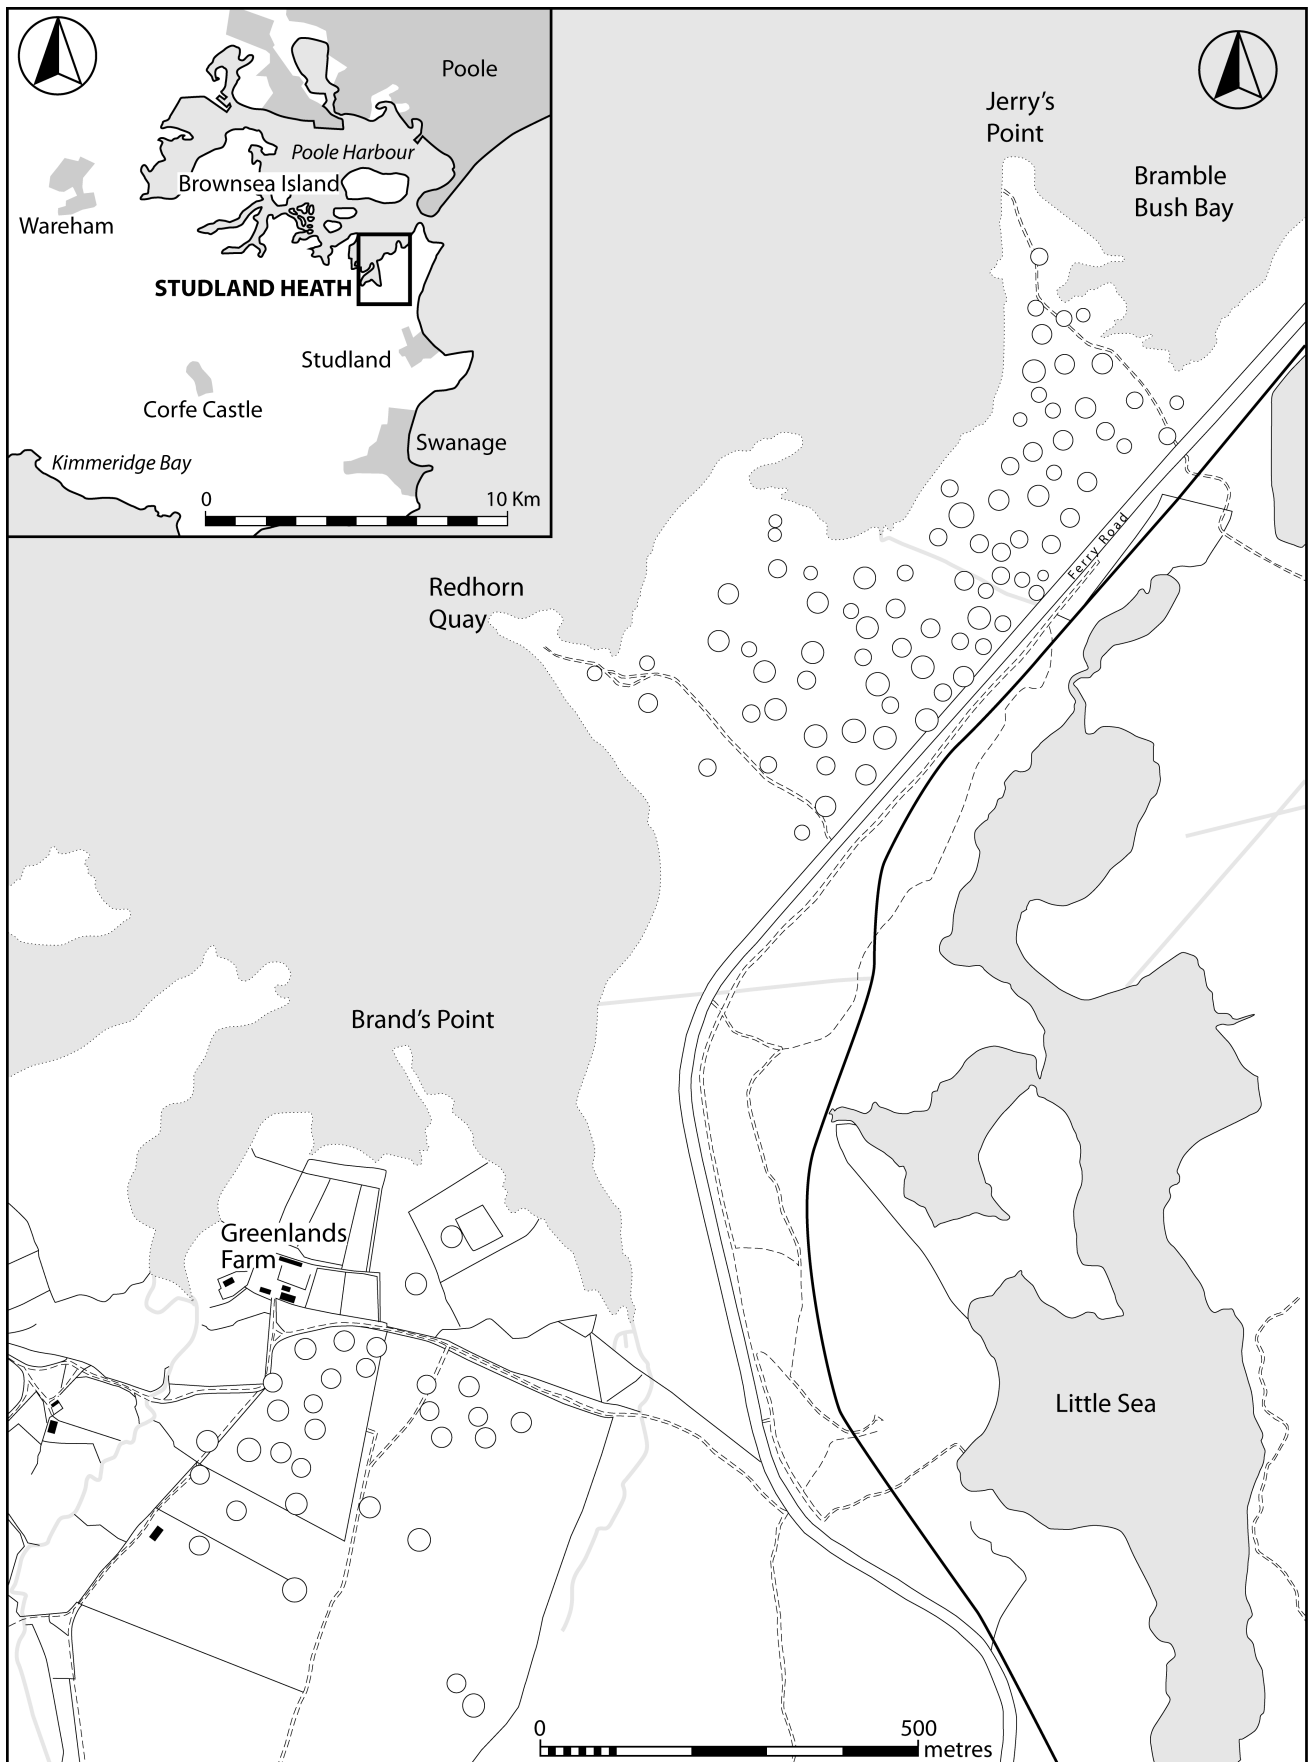 Poole
Poole Harbour
Brownsea Island
Wareham
STUDLAND HEATH
Studland
Corfe Castle
Swanage
Kimmeridge Bay
0
10 Km
Jerry's
Point
Bramble
Bush Bay
Ferry Road
Redhorn
Quay
Brand's Point
Greenlands
Farm
Little Sea
0
500
metres